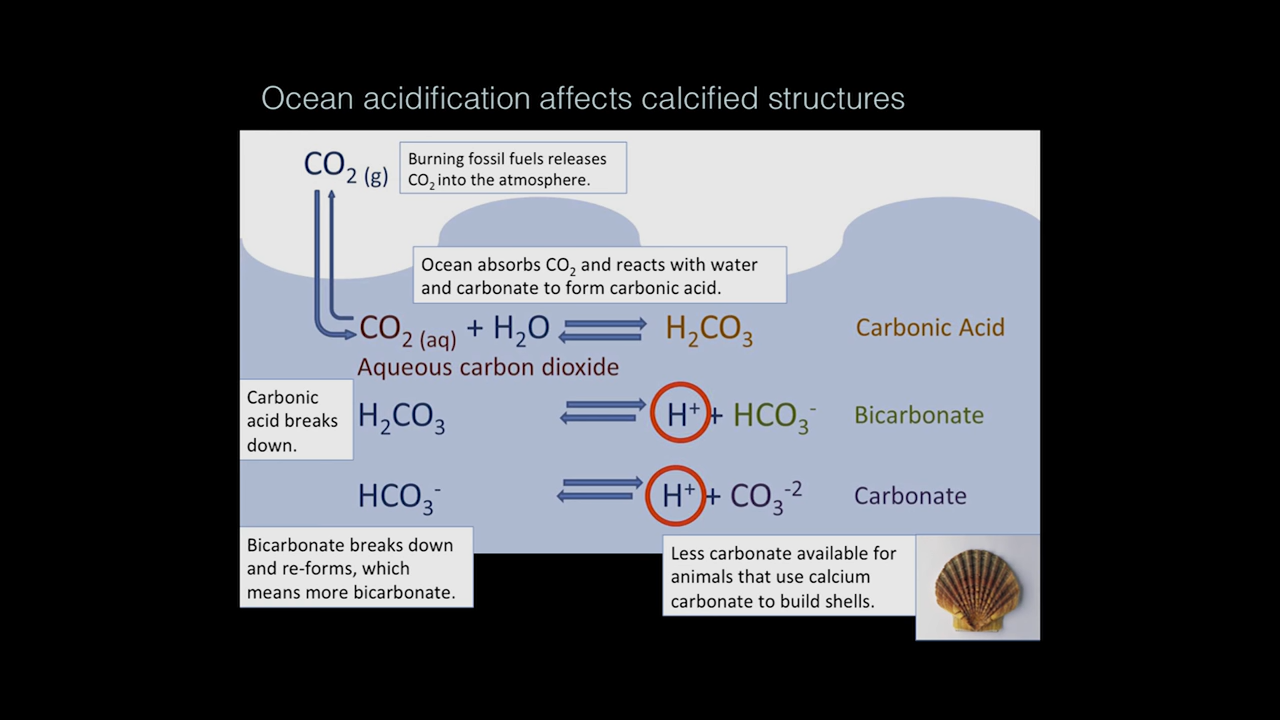 Ocean acidification affects calcified structures
CO₂ (g)
Burning fossil fuels releases
CO₂ into the atmosphere.
Ocean absorbs CO₂ and reacts with water
and carbonate to form carbonic acid.
CO₂ (aq) + H₂O H₂CO₃ Carbonic Acid
Aqueous carbon dioxide
Carbonic
acid breaks
down.
H₂CO₃ H⁺ + HCO₃⁻ Bicarbonate
HCO₃⁻ H⁺ + CO₃⁻² Carbonate
Bicarbonate breaks down
and re-forms, which
means more bicarbonate.
Less carbonate available for
animals that use calcium
carbonate to build shells.